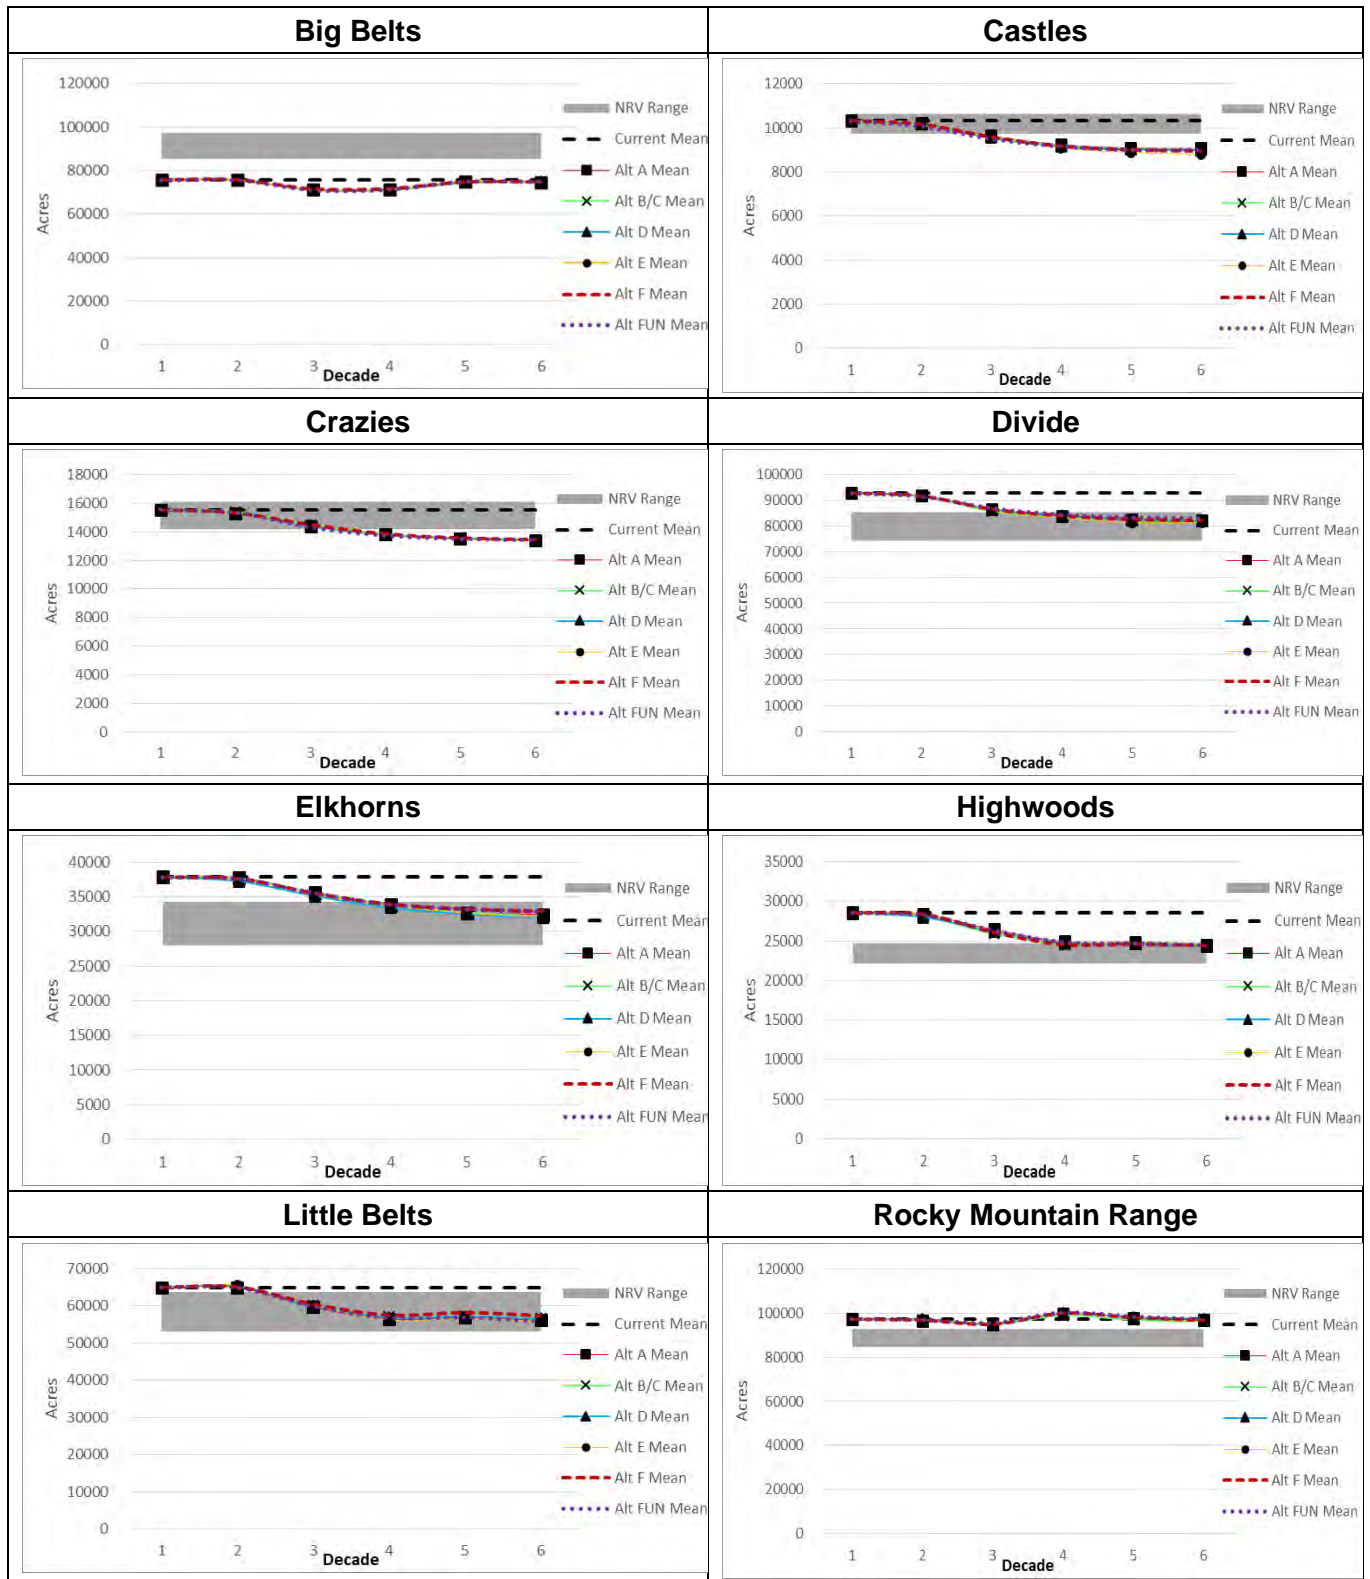 Big Belts
120000
100000
80000
60000
40000
20000
0
Acres
1 2 3 4 5 6
Decade
NRV Range
Current Mean
Alt A Mean
Alt B/C Mean
Alt D Mean
Alt E Mean
Alt F Mean
Alt FUN Mean
Castles
12000
10000
8000
6000
4000
2000
0
Acres
1 2 3 4 5 6
Decade
NRV Range
Current Mean
Alt A Mean
Alt B/C Mean
Alt D Mean
Alt E Mean
Alt F Mean
Alt FUN Mean
Crazies
18000
16000
14000
12000
10000
8000
6000
4000
2000
0
Acres
1 2 3 4 5 6
Decade
NRV Range
Current Mean
Alt A Mean
Alt B/C Mean
Alt D Mean
Alt E Mean
Alt F Mean
Alt FUN Mean
Divide
100000
90000
80000
70000
60000
50000
40000
30000
20000
10000
0
Acres
1 2 3 4 5 6
Decade
NRV Range
Current Mean
Alt A Mean
Alt B/C Mean
Alt D Mean
Alt E Mean
Alt F Mean
Alt FUN Mean
Elkhorns
40000
35000
30000
25000
20000
15000
10000
5000
0
Acres
1 2 3 4 5 6
Decade
NRV Range
Current Mean
Alt A Mean
Alt B/C Mean
Alt D Mean
Alt E Mean
Alt F Mean
Alt FUN Mean
Highwoods
35000
30000
25000
20000
15000
10000
5000
0
Acres
1 2 3 4 5 6
Decade
NRV Range
Current Mean
Alt A Mean
Alt B/C Mean
Alt D Mean
Alt E Mean
Alt F Mean
Alt FUN Mean
Little Belts
70000
60000
50000
40000
30000
20000
10000
0
Acres
1 2 3 4 5 6
Decade
NRV Range
Current Mean
Alt A Mean
Alt B/C Mean
Alt D Mean
Alt E Mean
Alt F Mean
Alt FUN Mean
Rocky Mountain Range
120000
100000
80000
60000
40000
20000
0
Acres
1 2 3 4 5 6
Decade
NRV Range
Current Mean
Alt A Mean
Alt B/C Mean
Alt D Mean
Alt E Mean
Alt F Mean
Alt FUN Mean